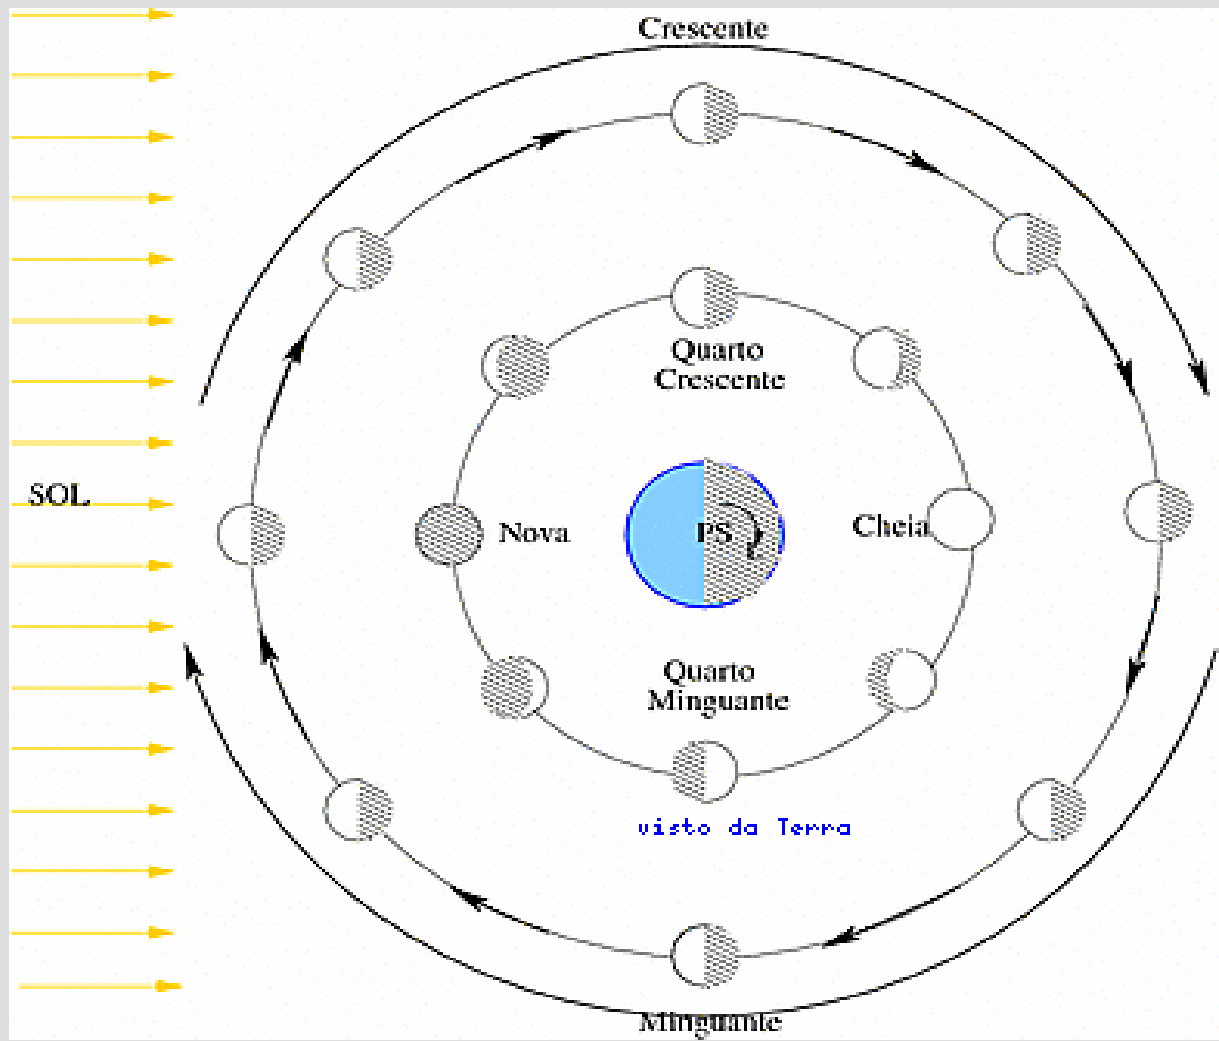 Crescente
Quarto
Crescente
SOL
Nova
PS
Cheia
Quarto
Minguante
visto da Terra
Minguante